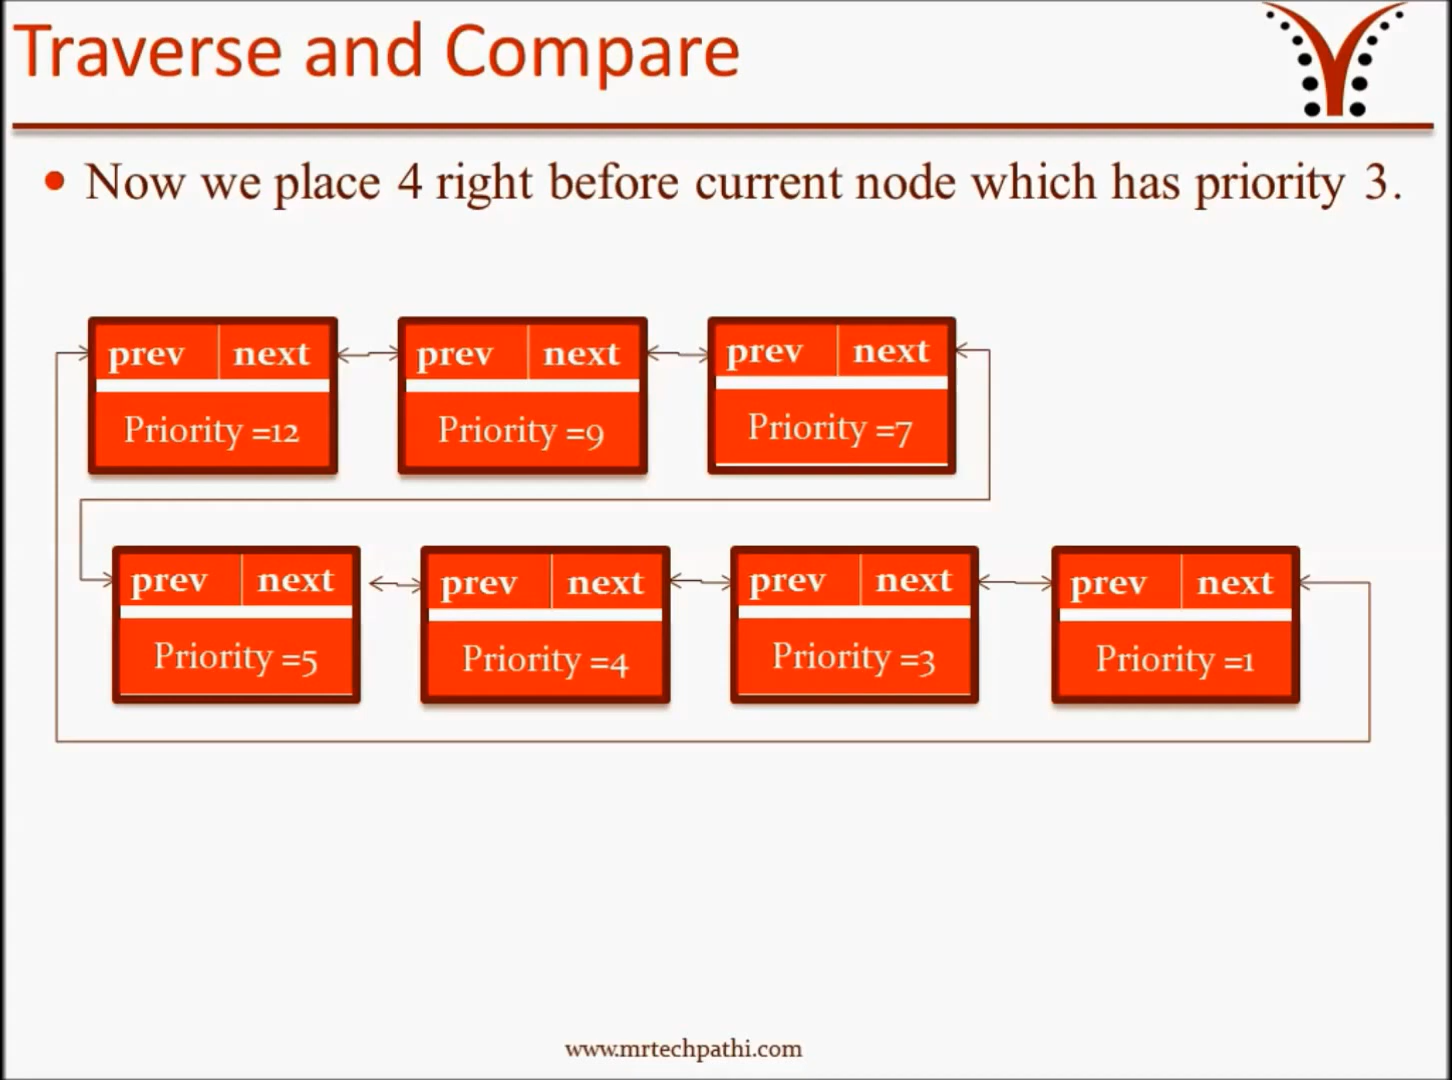 Traverse and Compare
• Now we place 4 right before current node which has priority 3.
prev next prev next prev next
Priority =12 Priority =9 Priority =7
prev next prev next prev next prev next
Priority =5 Priority =4 Priority =3 Priority =1
www.mrtechpathi.com